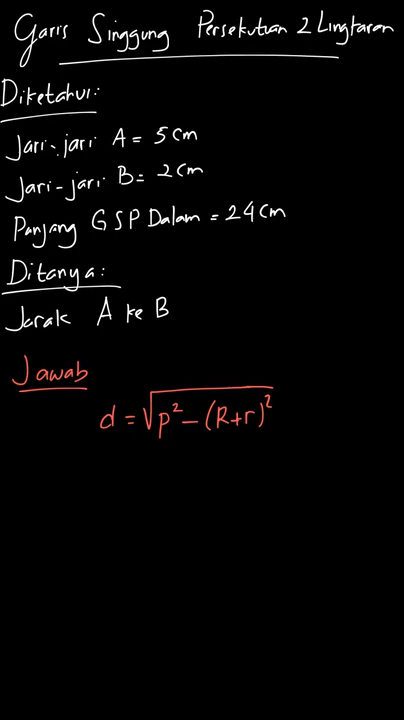 Garis Singgung Persekutuan 2 Lingkaran
Diketahui:
Jari-jari A = 5 cm
Jari-jari B = 2 cm
Panjang GSP Dalam = 24 cm
Ditanya:
Jarak A ke B
Jawab
d = √p² - (R+r)²